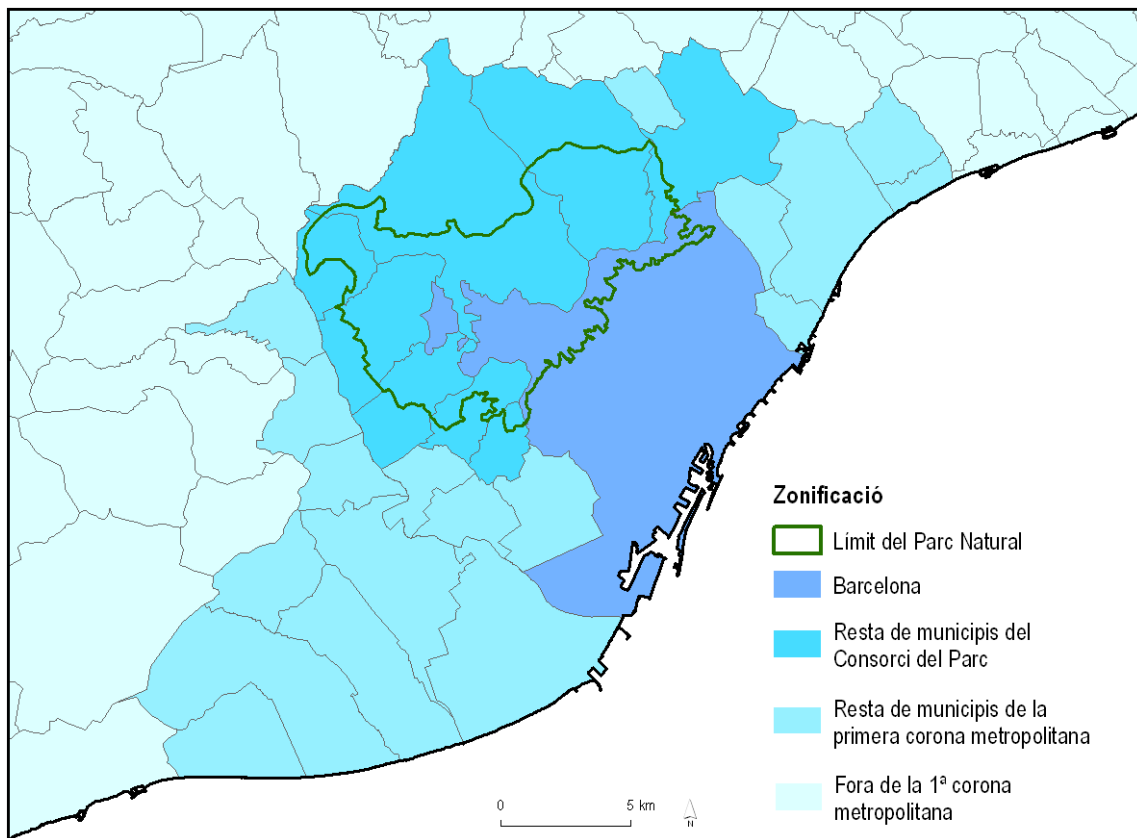 Zonificació
Límit del Parc Natural
Barcelona
Resta de municipis del
Consorci del Parc
Resta de municipis de la
primera corona metropolitana
Fora de la 1ª corona
metropolitana
0 5 km
N